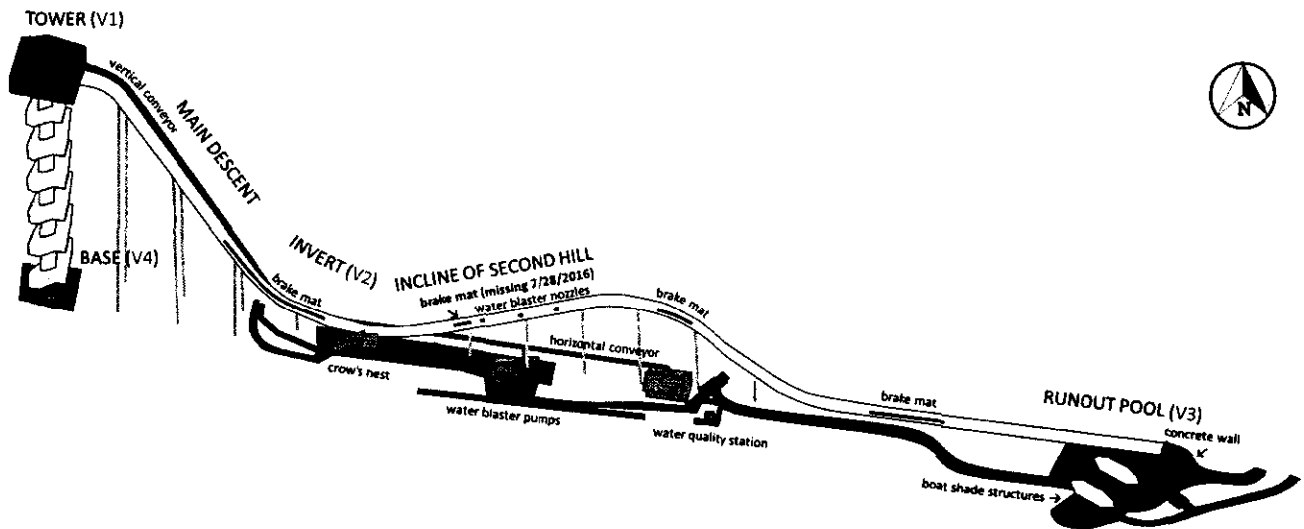 TOWER (V1)
vertical conveyor
MAIN DESCENT
N
BASE (V4)
INVERT (V2)
INCLINE OF SECOND HILL
brake mat (missing 7/28/2016)
water blaster nozzles
brake mat
brake mat
horizontal conveyor
crow's nest
water blaster pumps
water quality station
brake mat
RUNOUT POOL (V3)
concrete wall
boat shade structures →